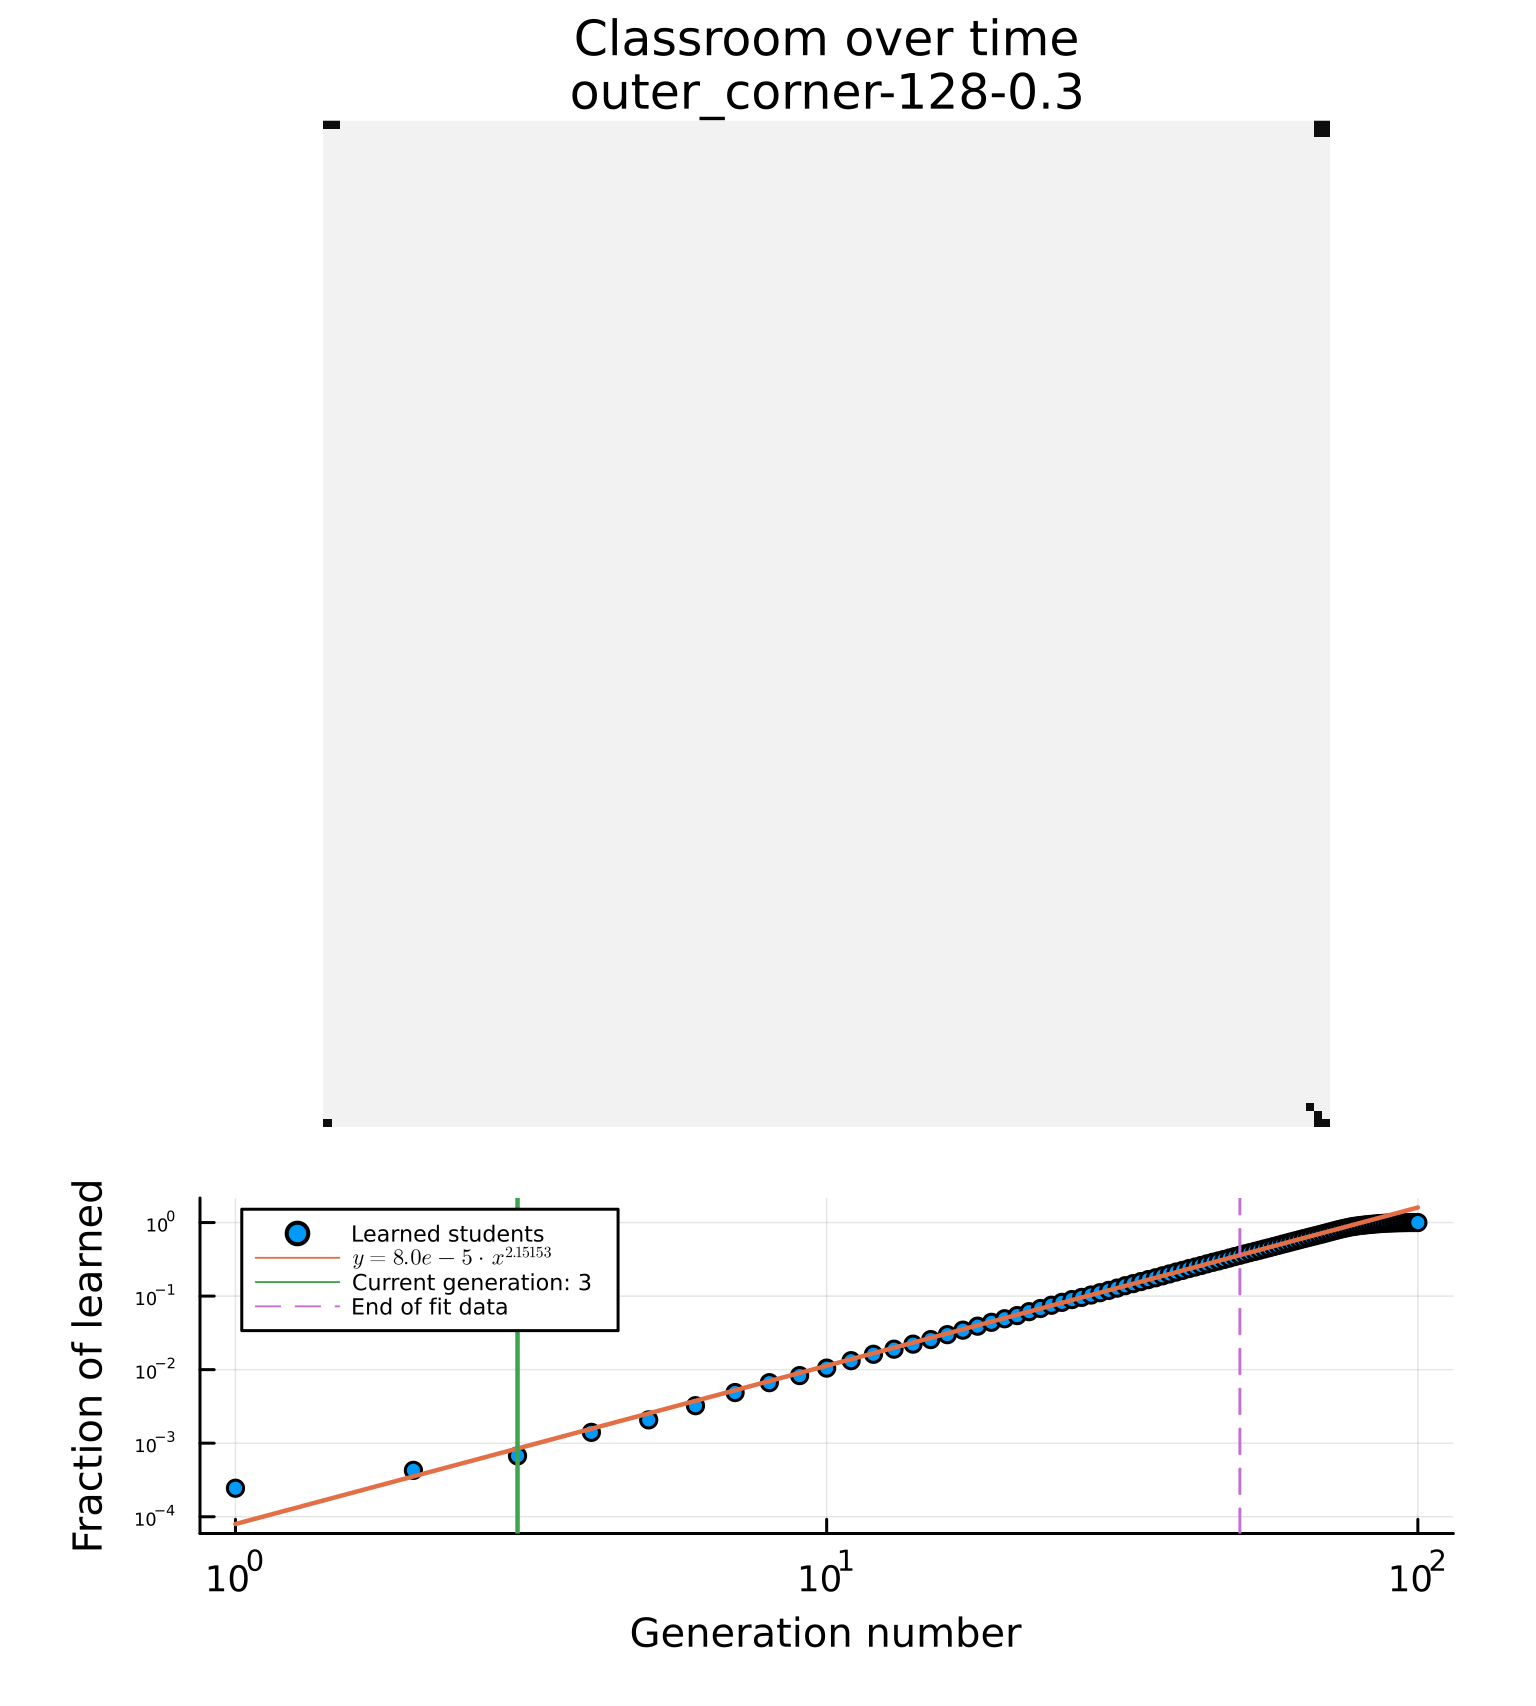 Classroom over time
outer_corner-128-0.3
Fraction of learned
10^0
10^-1
10^-2
10^-3
10^-4
Learned students
y = 8.0e − 5 · x^2.15153
Current generation: 3
End of fit data
10^0 10^1 10^2
Generation number